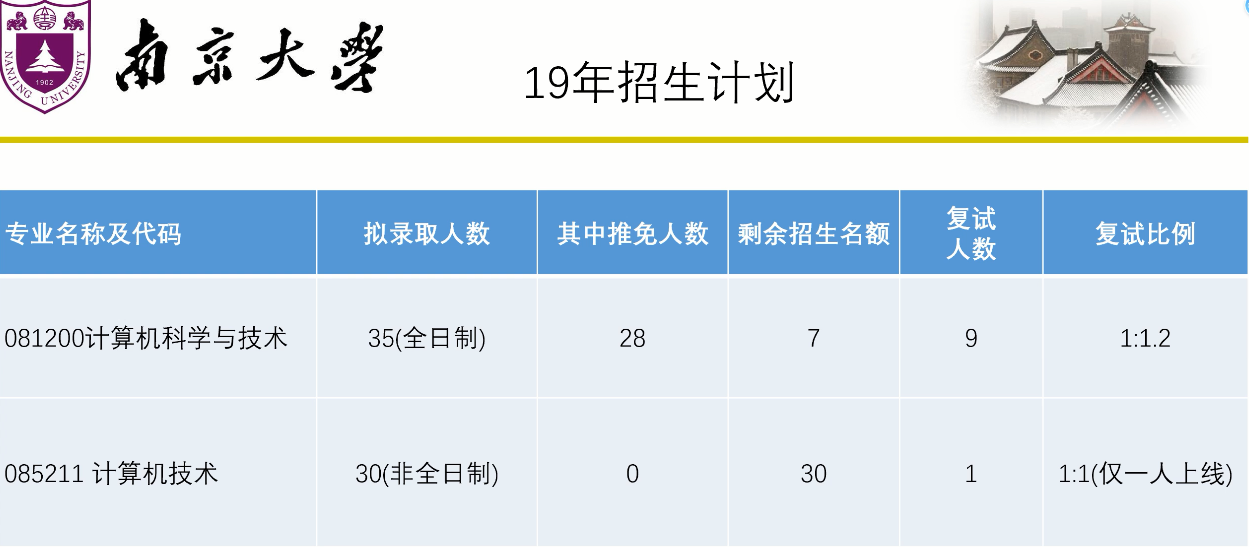 NANJING UNIVERSITY
1902
南京大學
19年招生计划
专业名称及代码
拟录取人数
其中推免人数
剩余招生名额
复试
人数
复试比例
081200计算机科学与技术
35(全日制)
28
7
9
1:1.2
085211 计算机技术
30(非全日制)
0
30
1
1:1(仅一人上线)